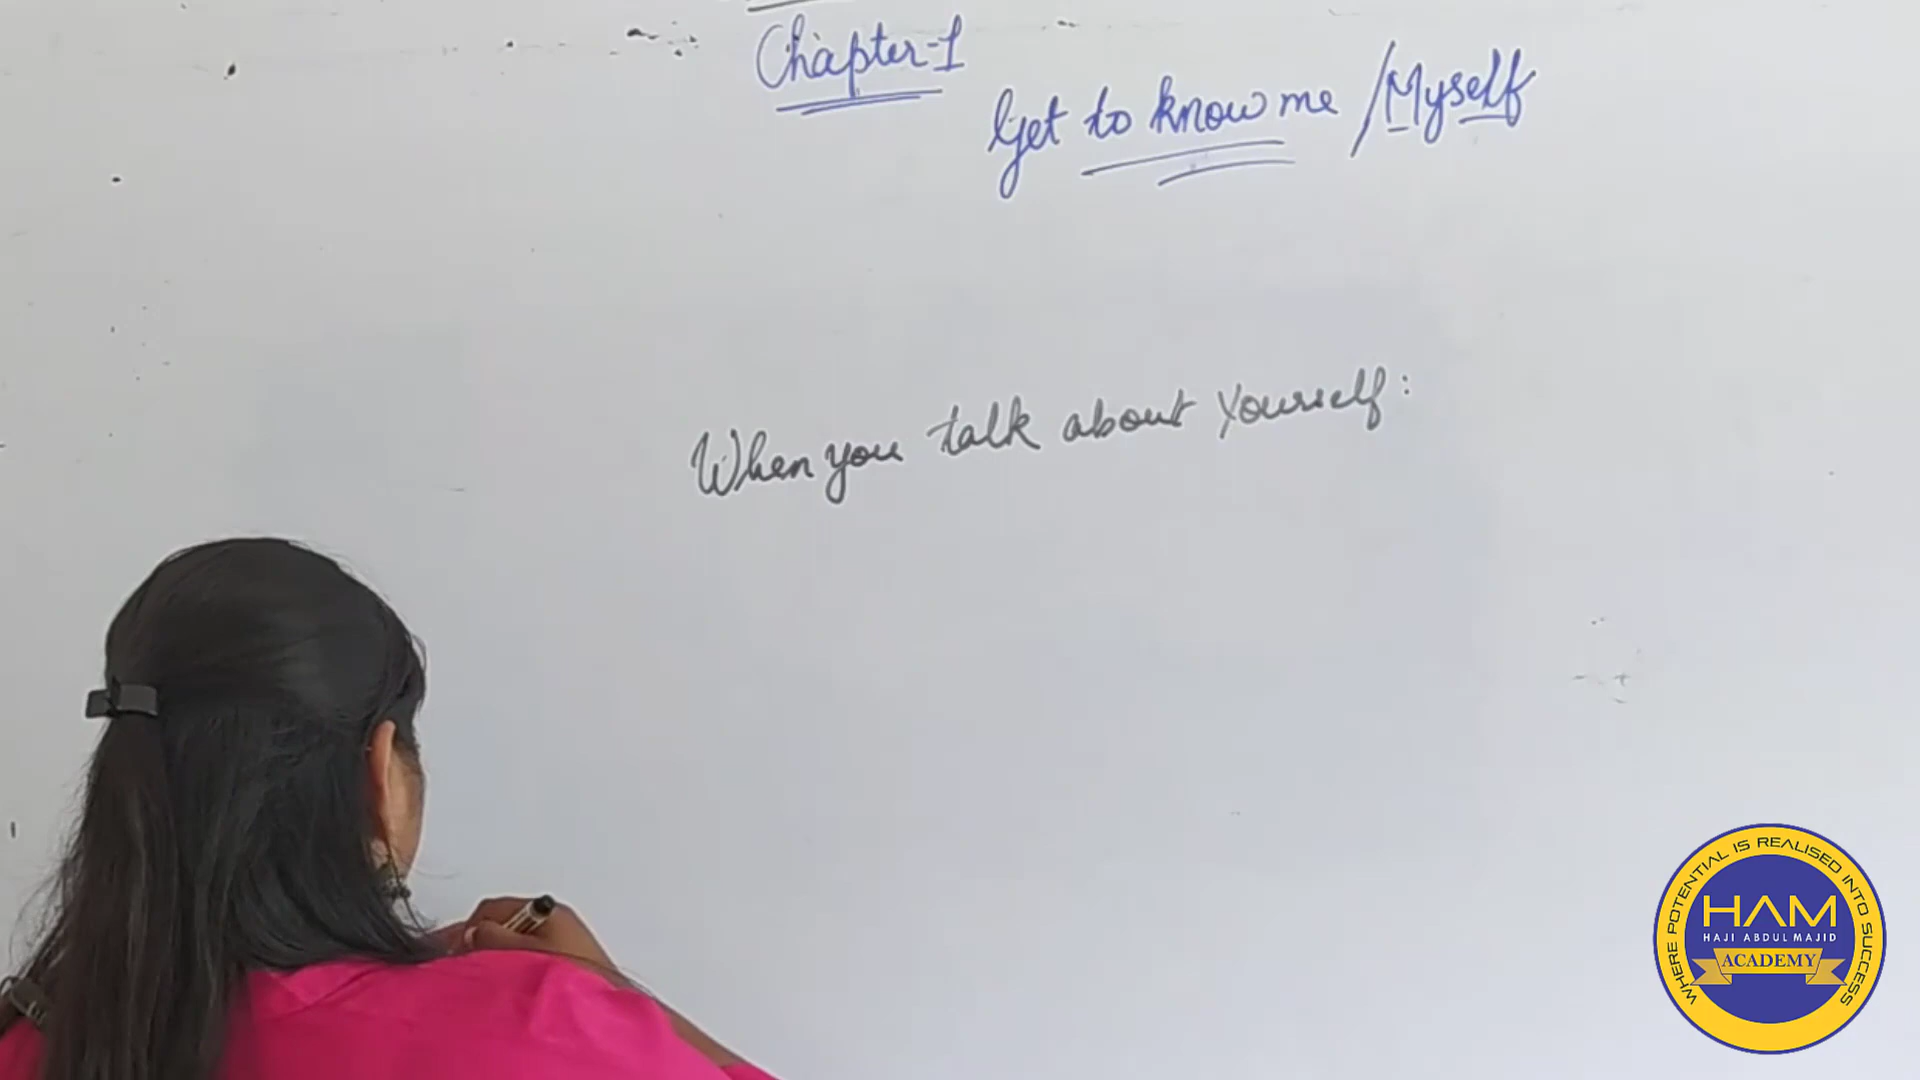 Chapter-1
Get to know me /Myself
When you talk about Yourself:
WHERE POTENTIAL IS REALISED INTO SUCCESS
HAM
HAJI ABDUL MAJID
ACADEMY